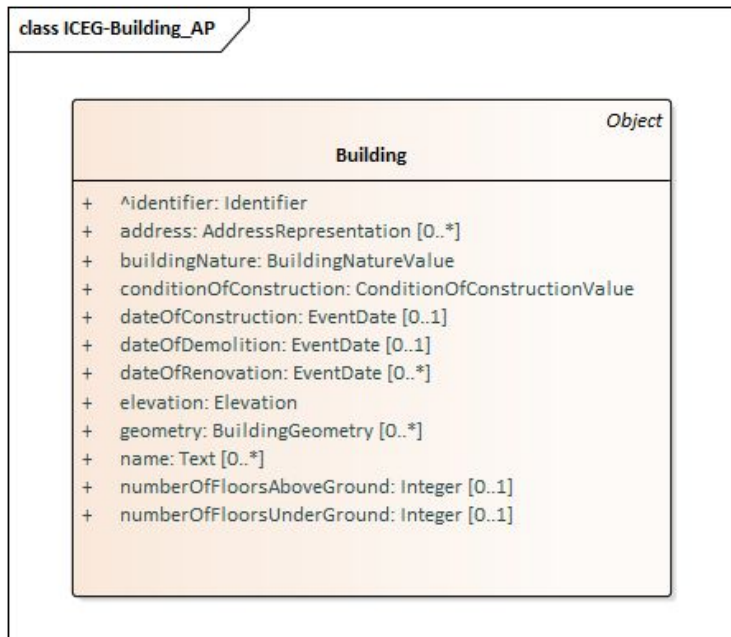 class ICEG-Building_AP
Object
Building
+ ^identifier: Identifier
+ address: AddressRepresentation [0..*]
+ buildingNature: BuildingNatureValue
+ conditionOfConstruction: ConditionOfConstructionValue
+ dateOfConstruction: EventDate [0..1]
+ dateOfDemolition: EventDate [0..1]
+ dateOfRenovation: EventDate [0..*]
+ elevation: Elevation
+ geometry: BuildingGeometry [0..*]
+ name: Text [0..*]
+ numberOfFloorsAboveGround: Integer [0..1]
+ numberOfFloorsUnderGround: Integer [0..1]